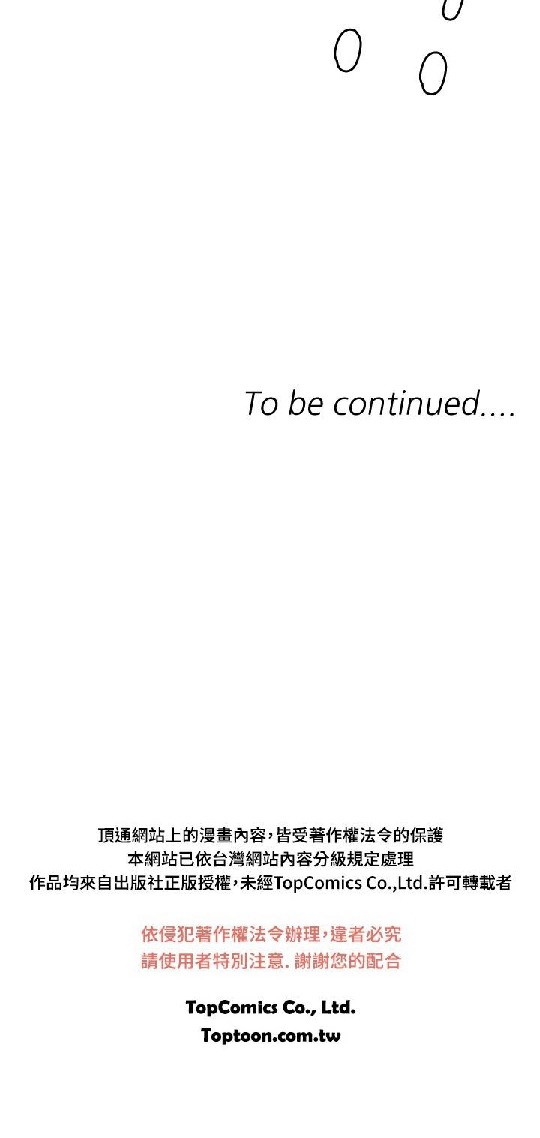 To be continued....
頂通網站上的漫畫內容，皆受著作權法令的保護
本網站已依台灣網站內容分級規定處理
作品均來自出版社正版授權，未經TopComics Co.,Ltd.許可轉載者
依侵犯著作權法令辦理，違者必究
請使用者特別注意. 謝謝您的配合
TopComics Co., Ltd.
Toptoon.com.tw